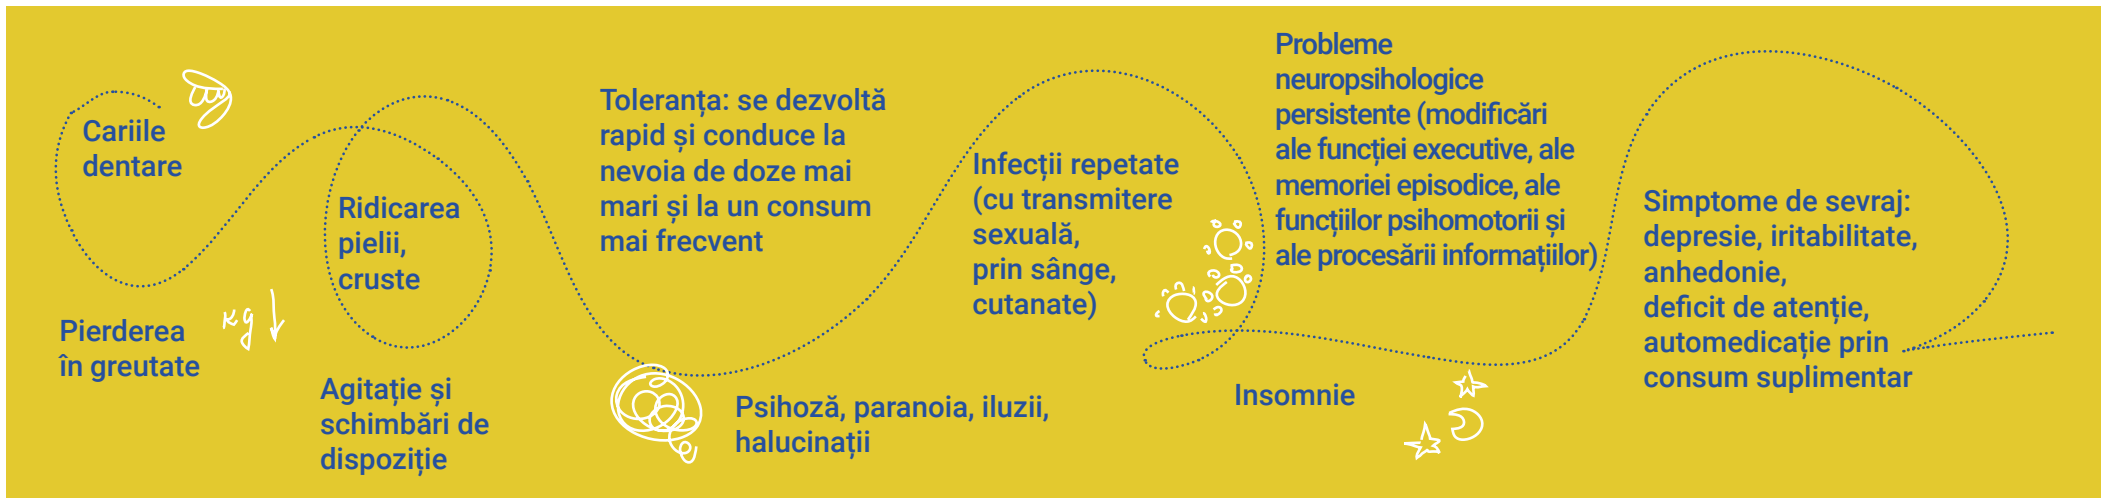 Cariile
dentare
Pierderea
în greutate
кg
Ridicarea
pielii,
cruste
Agitație și
schimbări de
dispoziție
Toleranța: se dezvoltă
rapid și conduce la
nevoia de doze mai
mari și la un consum
mai frecvent
Psihoză, paranoia, iluzii,
halucinații
Infecții repetate
(cu transmitere
sexuală,
prin sânge,
cutanate)
Probleme
neuropsihologice
persistente (modificări
ale funcției executive, ale
memoriei episodice, ale
funcțiilor psihomotorii și
ale procesării informațiilor)
Insomnie
Simptome de sevraj:
depresie, iritabilitate,
anhedonie,
deficit de atenție,
automedicație prin
consum suplimentar